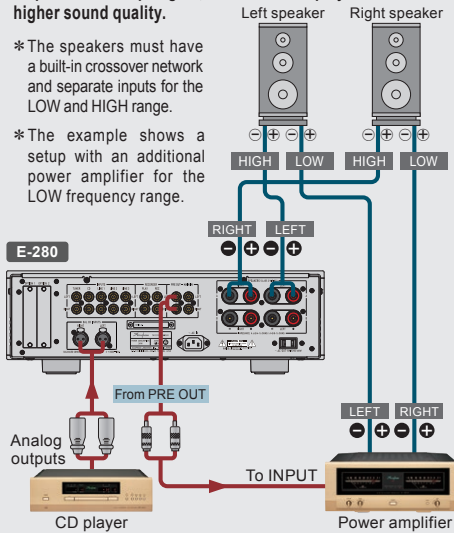 higher sound quality.
Left speaker
Right speaker
*The speakers must have
a built-in crossover network
and separate inputs for the
LOW and HIGH range.
*The example shows a
setup with an additional
power amplifier for the
LOW frequency range.
HIGH
LOW
HIGH
LOW
RIGHT
LEFT
E-280
From PRE OUT
LEFT
RIGHT
Analog
outputs
To INPUT
CD player
Power amplifier